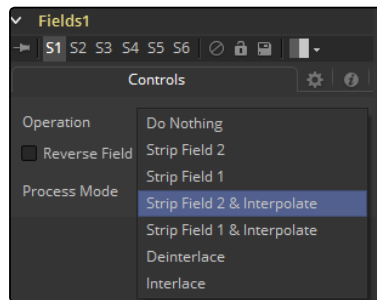 Fields1
S1 S2 S3 S4 S5 S6
Controls
Operation
Do Nothing
Reverse Field
Strip Field 2
Strip Field 1
Process Mode
Strip Field 2 & Interpolate
Strip Field 1 & Interpolate
Deinterlace
Interlace